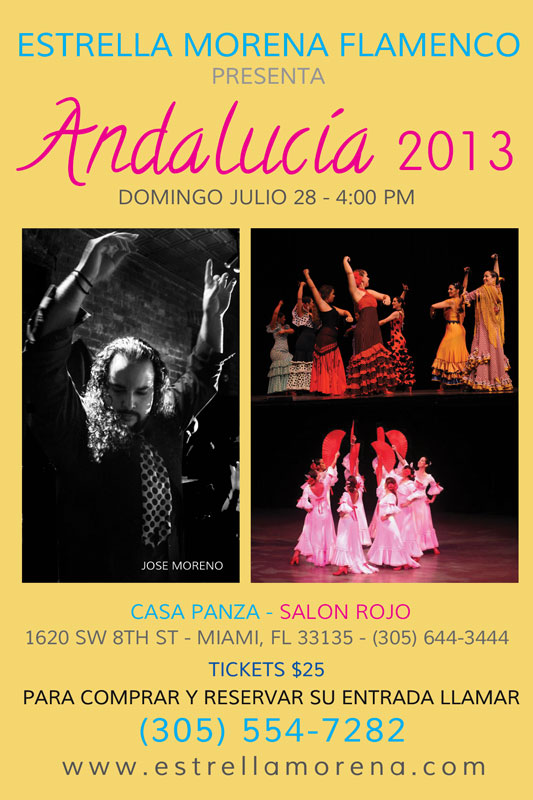 ESTRELLA MORENA FLAMENCO
PRESENTA
Andalucía 2013
DOMINGO JULIO 28 - 4:00 PM
JOSE MORENO
CASA PANZA - SALON ROJO
1620 SW 8TH ST - MIAMI, FL 33135 - (305) 644-3444
TICKETS $25
PARA COMPRAR Y RESERVAR SU ENTRADA LLAMAR
(305) 554-7282
www.estrellamorena.com